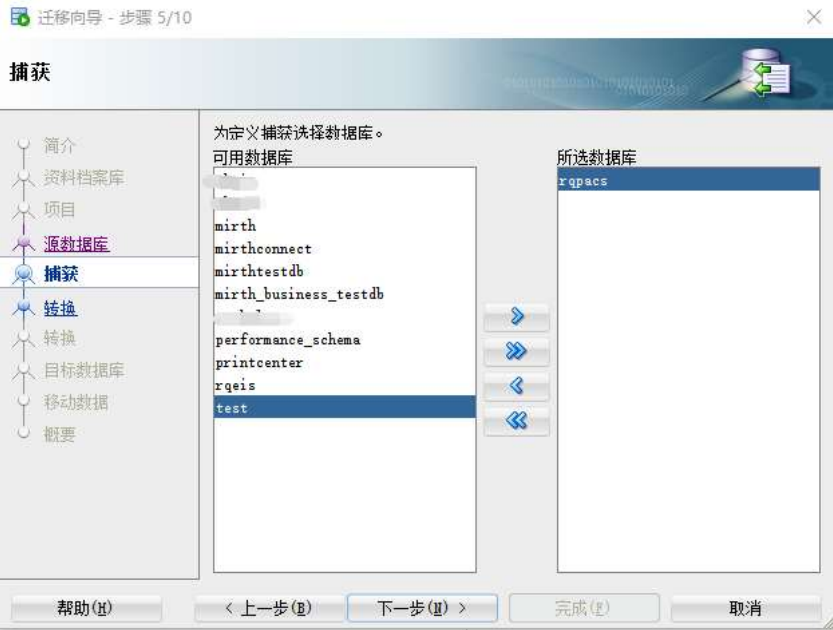 迁移向导 - 步骤 5/10
捕获
简介
资料档案库
项目
源数据库
捕获
转换
转换
目标数据库
移动数据
概要
为定义捕获选择数据库。
可用数据库
mirth
mirthconnect
mirthtestdb
mirth_business_testdb
performance_schema
printcenter
rqeis
test
所选数据库
rqpacs
帮助(H)
< 上一步(B)
下一步(N) >
完成(F)
取消